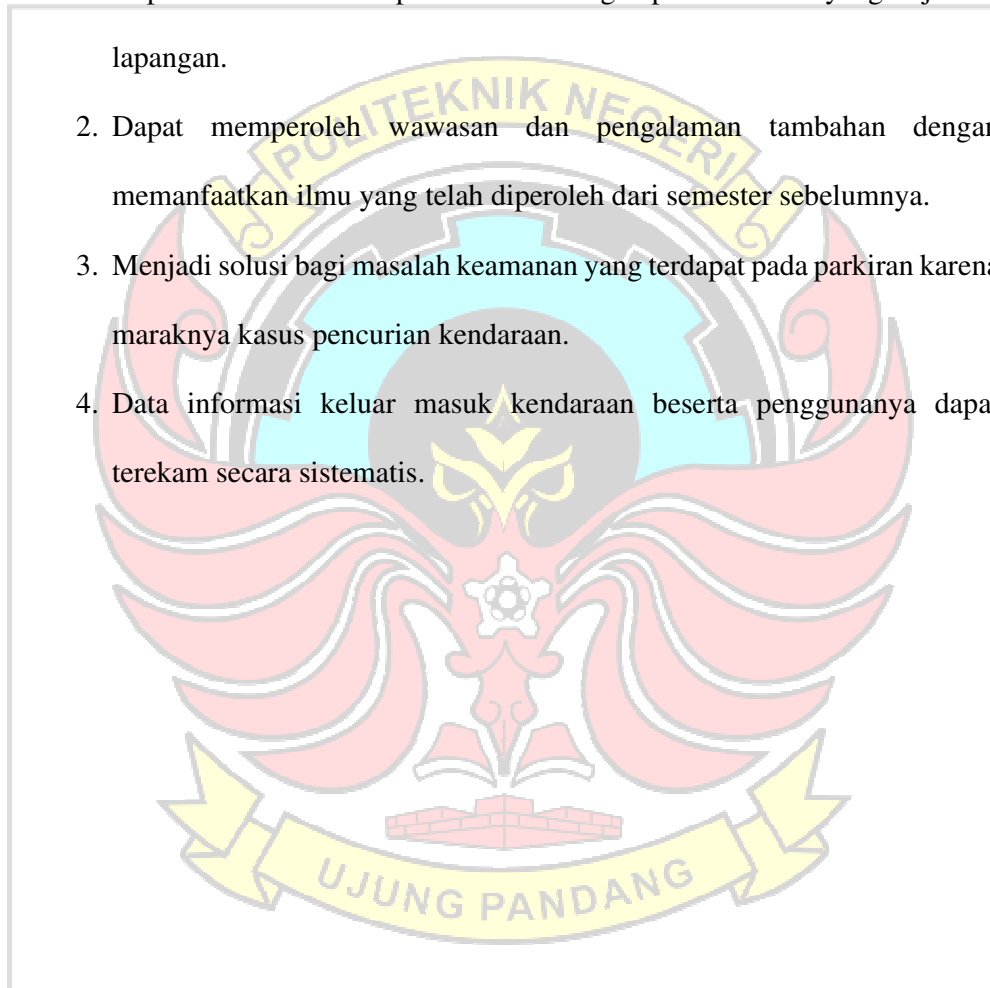 lapangan.
2. Dapat memperoleh wawasan dan pengalaman tambahan dengan
memanfaatkan ilmu yang telah diperoleh dari semester sebelumnya.
3. Menjadi solusi bagi masalah keamanan yang terdapat pada parkiran karena
maraknya kasus pencurian kendaraan.
4. Data informasi keluar masuk kendaraan beserta penggunanya dapa
terekam secara sistematis.
POLITEKNIK NEGERI
UJUNG PANDANG